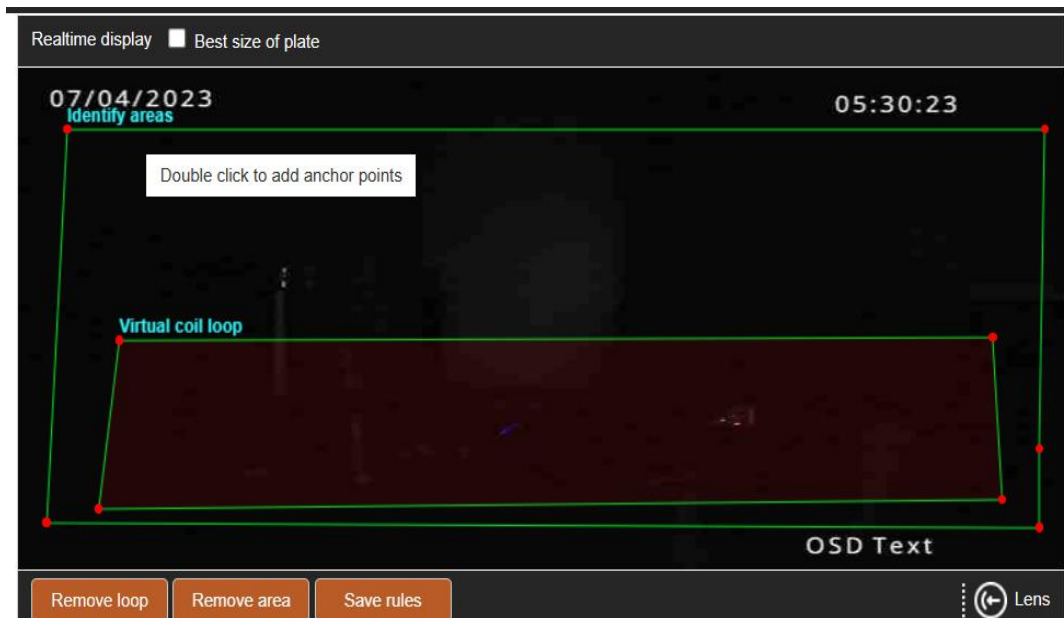 Realtime display Best size of plate
07/04/2023 05:30:23
Identify areas
Double click to add anchor points
Virtual coil loop
OSD Text
Remove loop Remove area Save rules Lens